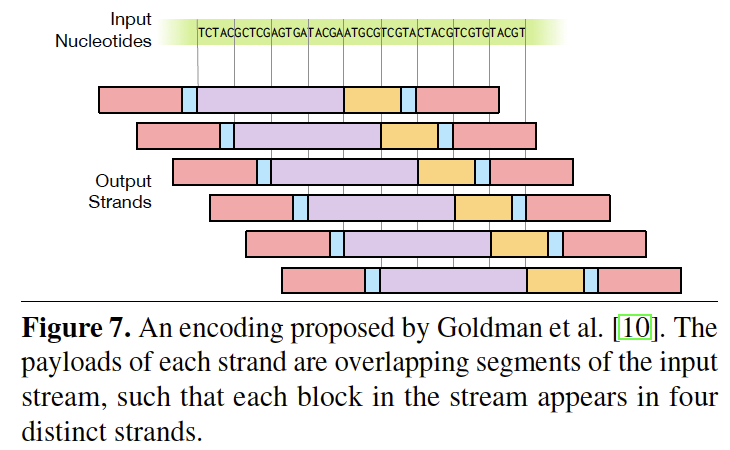 Input
Nucleotides
TCTACGCTCGAGTGATACGAATGCGTCGTACTACGTCGTGTACGT
Output
Strands
Figure 7. An encoding proposed by Goldman et al. [10]. The
payloads of each strand are overlapping segments of the input
stream, such that each block in the stream appears in four
distinct strands.